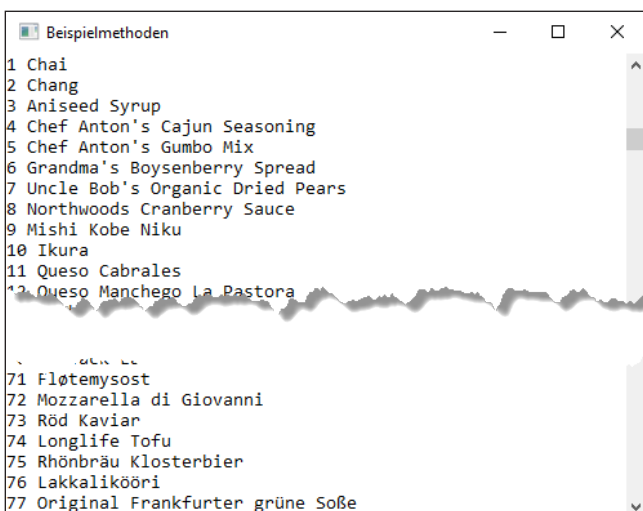 Beispielmethoden
1 Chai
2 Chang
3 Aniseed Syrup
4 Chef Anton's Cajun Seasoning
5 Chef Anton's Gumbo Mix
6 Grandma's Boysenberry Spread
7 Uncle Bob's Organic Dried Pears
8 Northwoods Cranberry Sauce
9 Mishi Kobe Niku
10 Ikura
11 Queso Cabrales
12 Queso Manchego La Pastora
71 Fløtemysost
72 Mozzarella di Giovanni
73 Röd Kaviar
74 Longlife Tofu
75 Rhönbräu Klosterbier
76 Lakkalikööri
77 Original Frankfurter grüne Soße